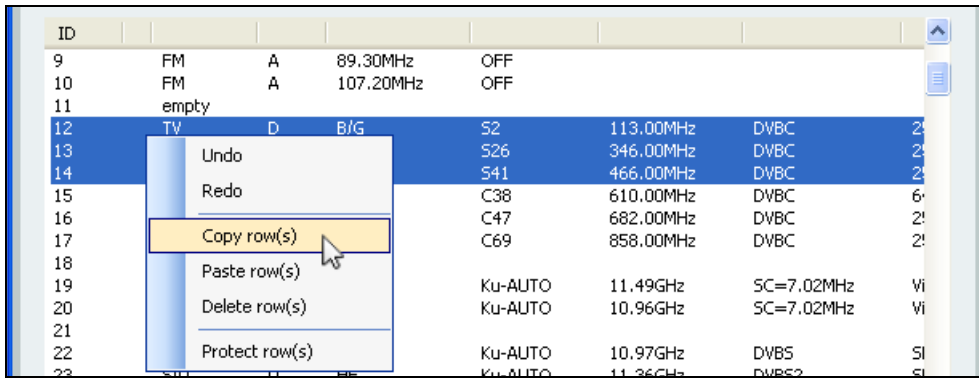 ID
9 FM A 89.30MHz OFF
10 FM A 107.20MHz OFF
11 empty
12 TV D B/G S2 113.00MHz DVBC
13 S26 346.00MHz DVBC
14 S41 466.00MHz DVBC
15 C38 610.00MHz DVBC
16 C47 682.00MHz DVBC
17 C69 858.00MHz DVBC
18
19 Ku-AUTO 11.49GHz SC=7.02MHz
20 Ku-AUTO 10.96GHz SC=7.02MHz
21
22 Ku-AUTO 10.97GHz DVBS
23 Ku-AUTO 11.36GHz DVBS2
Undo
Redo
Copy row(s)
Paste row(s)
Delete row(s)
Protect row(s)